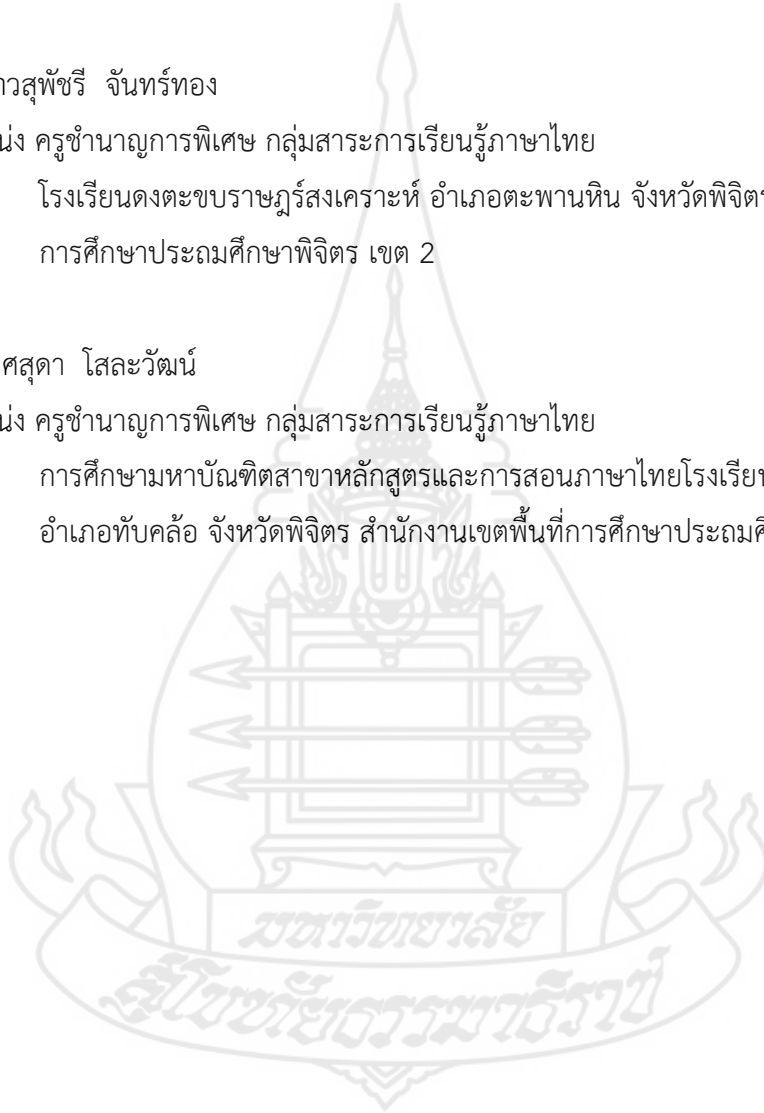 าวสุพัชรี จันทร์ทอง
น่ง ครูชำนาญการพิเศษ กลุ่มสาระการเรียนรู้ภาษาไทย
โรงเรียนดงตะขบราษฎร์สงเคราะห์ อำเภอตะพานหิน จังหวัดพิจิตร
การศึกษาประถมศึกษาพิจิตร เขต 2
ศสุดา โสละวัฒน์
น่ง ครูชำนาญการพิเศษ กลุ่มสาระการเรียนรู้ภาษาไทย
การศึกษามหาบัณฑิตสาขาหลักสูตรและการสอนภาษาไทยโรงเรียน
อำเภอทับคล้อ จังหวัดพิจิตร สำนักงานเขตพื้นที่การศึกษาประถมศึ
มหาวิทยาลัย
สุโขทัยธรรมาธิราช